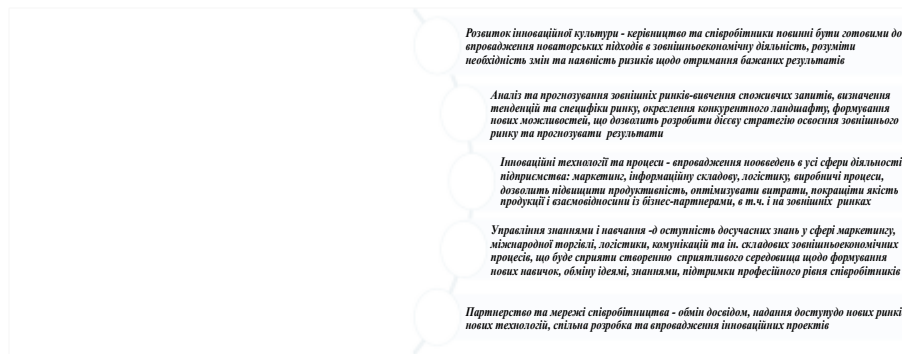 Розвиток інноваційної культури - керівництво та співробітники повинні бути готовими до
впровадження новаторських підходів в зовнішньоекономічну діяльність, розуміти
необхідність змін та наявність ризиків щодо отримання бажаних результатів
Аналіз та прогнозування зовнішніх ринків-вивчення споживчих запитів, визначення
тенденцій та специфіки ринку, окреслення конкурентного ландшафту, формування
нових можливостей, що дозволить розробити дієву стратегію освоєння зовнішнього
ринку та прогнозувати результати
Інноваційні технології та процеси - впровадження ноовведень в усі сфери діяльності
підприємства: маркетинг, інформаційну складову, логістику, виробничі процеси,
дозволить підвищити продуктивність, оптимізувати витрати, покращіти якість
продукції і взаємовідносини із бізнес-партнерами, в т.ч. і на зовнішніх ринках
Управління знаннями і навчання -д оступність досучасних знань у сфері маркетингу,
міжнародної торгівлі, логістики, комунікацій та ін. складових зовнішньоекономічних
процесів, що буде сприяти створенню сприятливого середовища щодо формування
нових навичок, обміну ідеямі, знаннями, підтримки професійного рівня співробітників
Партнерство та мережі співробітництва - обмін досвідом, надання доступудо нових ринкі
нових технологій, спільна розробка та впровадження інноваційних проектів